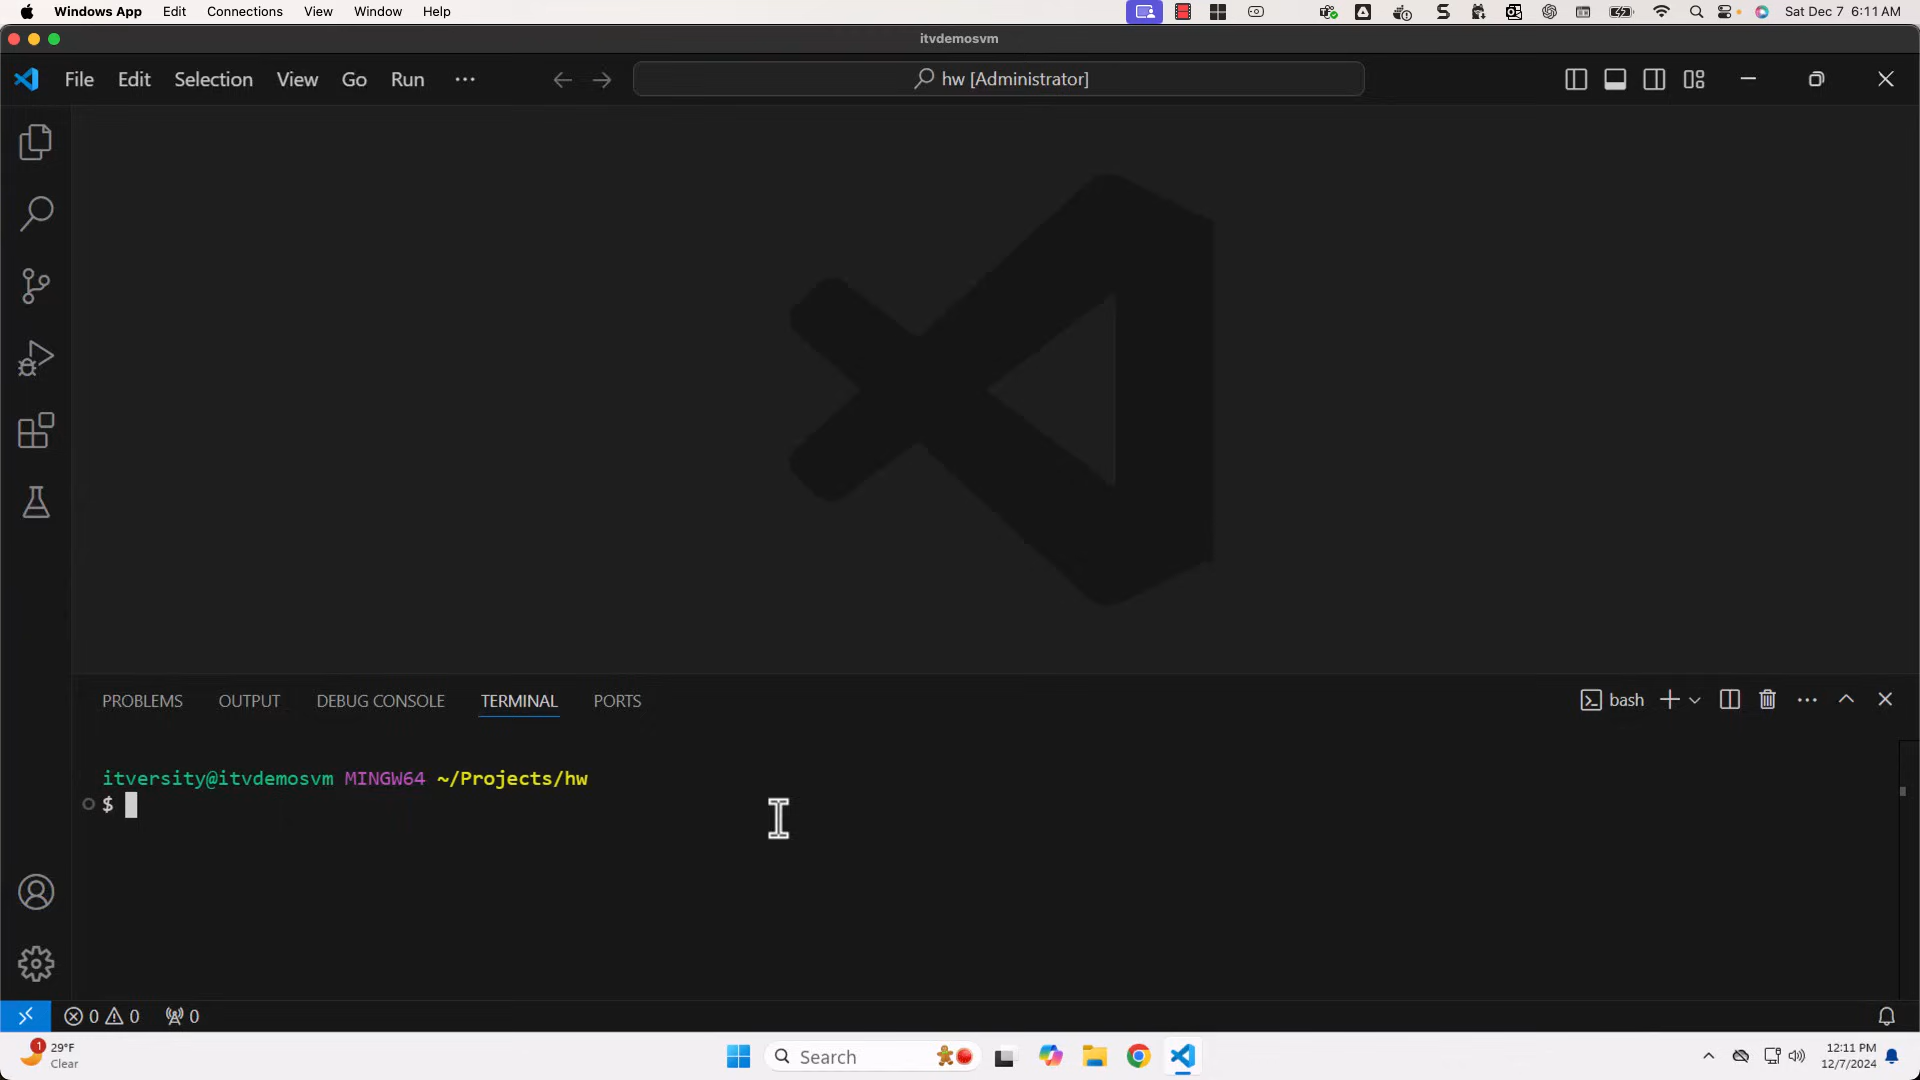 Windows App Edit Connections View Window Help Sat Dec 7 6:11 AM
itvdemosvm
File Edit Selection View Go Run hw [Administrator]
PROBLEMS OUTPUT DEBUG CONSOLE TERMINAL PORTS bash
itversity@itvdemosvm MINGW64 ~/Projects/hw
$
0 0 0
1 29°F Search 12:11 PM
Clear 12/7/2024